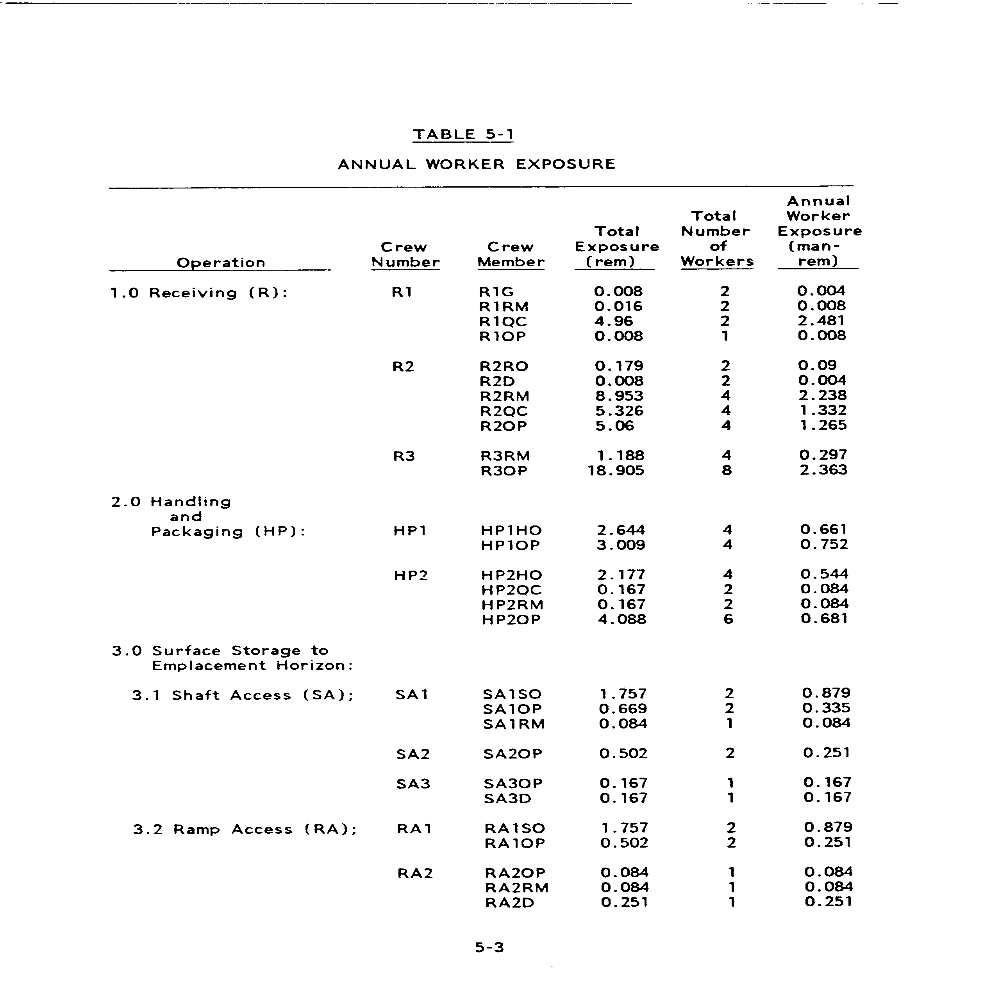 TABLE 5-1
ANNUAL WORKER EXPOSURE
Operation Crew Number Crew Member Total Exposure (rem) Total Number of Workers Annual Worker Exposure (man-rem)
1.0 Receiving (R): R1 R1G 0.008 2 0.004
R1RM 0.016 2 0.008
R1QC 4.96 2 2.481
R1OP 0.008 1 0.008
R2 R2RO 0.179 2 0.09
R2D 0.008 2 0.004
R2RM 8.953 4 2.238
R2QC 5.326 4 1.332
R2OP 5.06 4 1.265
R3 R3RM 1.188 4 0.297
R3OP 18.905 8 2.363
2.0 Handling
and
Packaging (HP): HP1 HP1HO 2.644 4 0.661
HP1OP 3.009 4 0.752
HP2 HP2HO 2.177 4 0.544
HP2QC 0.167 2 0.084
HP2RM 0.167 2 0.084
HP2OP 4.088 6 0.681
3.0 Surface Storage to
Emplacement Horizon:
3.1 Shaft Access (SA); SA1 SA1SO 1.757 2 0.879
SA1OP 0.669 2 0.335
SA1RM 0.084 1 0.084
SA2 SA2OP 0.502 2 0.251
SA3 SA3OP 0.167 1 0.167
SA3D 0.167 1 0.167
3.2 Ramp Access (RA); RA1 RA1SO 1.757 2 0.879
RA1OP 0.502 2 0.251
RA2 RA2OP 0.084 1 0.084
RA2RM 0.084 1 0.084
RA2D 0.251 1 0.251
5-3